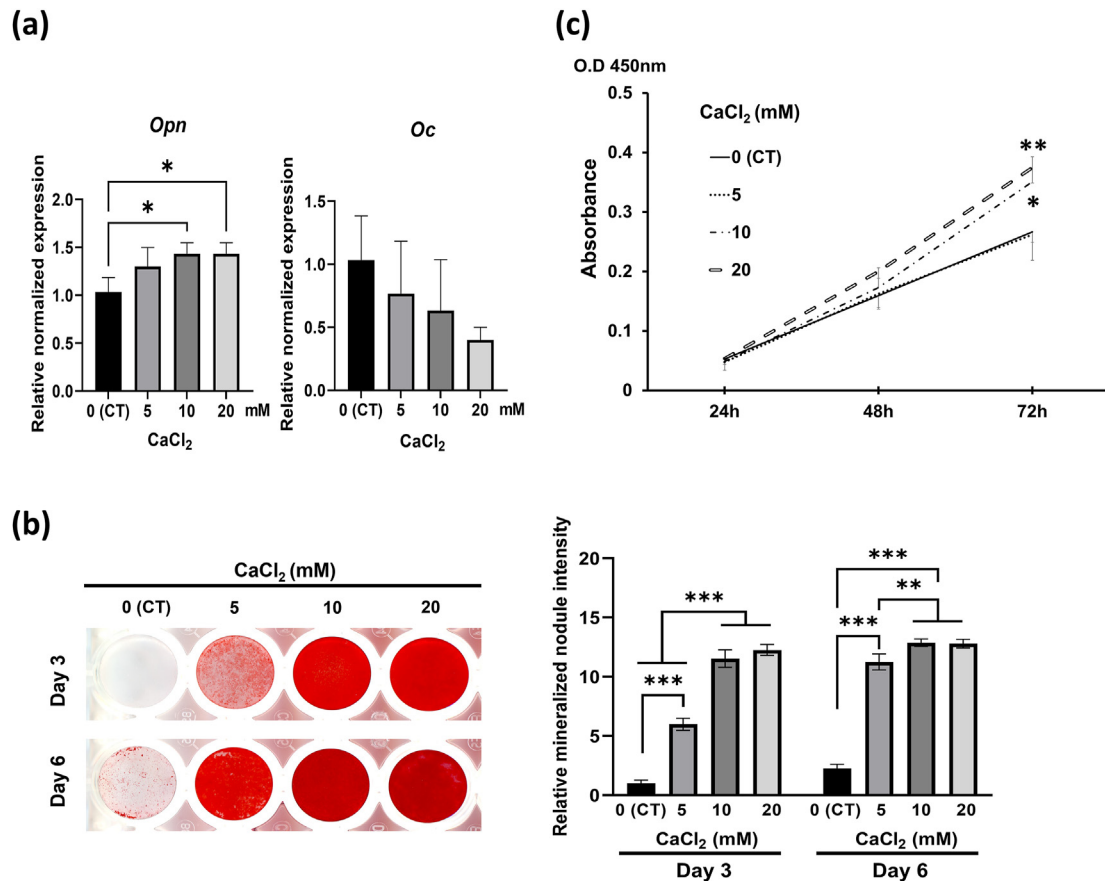 (a)
Opn
Oc
Relative normalized expression
2.0
1.5
1.0
0.5
0.0
*
*
0 (CT) 5 10 20 mM
CaCl₂
Relative normalized expression
1.5
1.0
0.5
0.0
0 (CT) 5 10 20 mM
CaCl₂
(c)
O.D 450nm
Absorbance
0.5
0.4
0.3
0.2
0.1
0
CaCl₂ (mM)
0 (CT)
5
10
20
**
*
24h 48h 72h
(b)
CaCl₂ (mM)
0 (CT) 5 10 20
Day 3
Day 6
Relative mineralized nodule intensity
20
15
10
5
0
***
***
***
***
**
0 (CT) 5 10 20 0 (CT) 5 10 20
CaCl₂ (mM) CaCl₂ (mM)
Day 3 Day 6